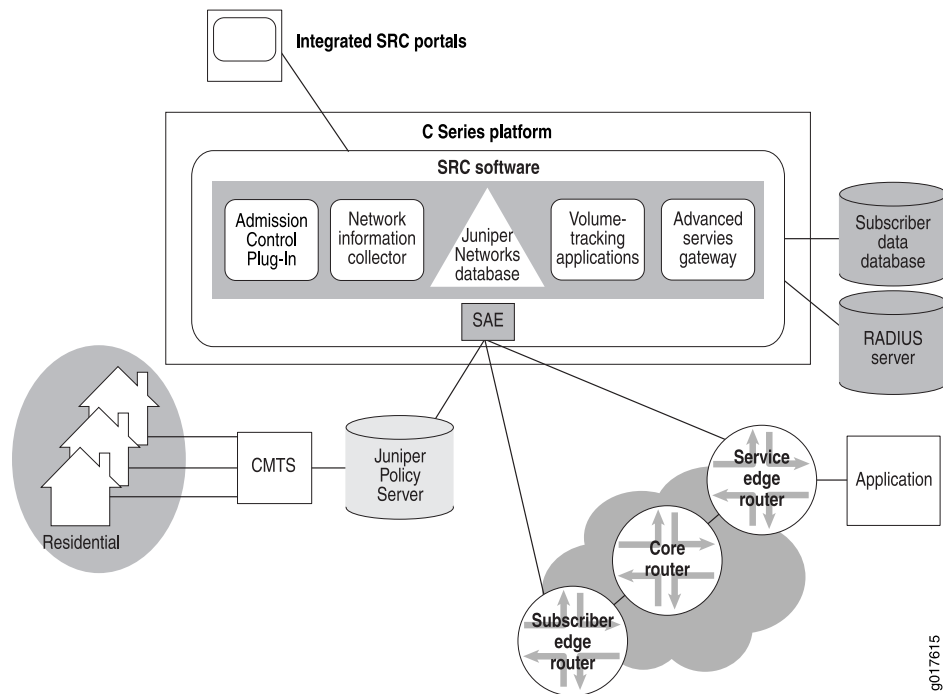 Integrated SRC portals
C Series platform
SRC software
Admission
Control
Plug-In
Network
information
collector
Juniper
Networks
database
Volume-
tracking
applications
Advanced
servies
gateway
Subscriber
data
database
SAE
RADIUS
server
Residential
CMTS
Juniper
Policy
Server
Service
edge
router
Application
Core
router
Subscriber
edge
router
g017615